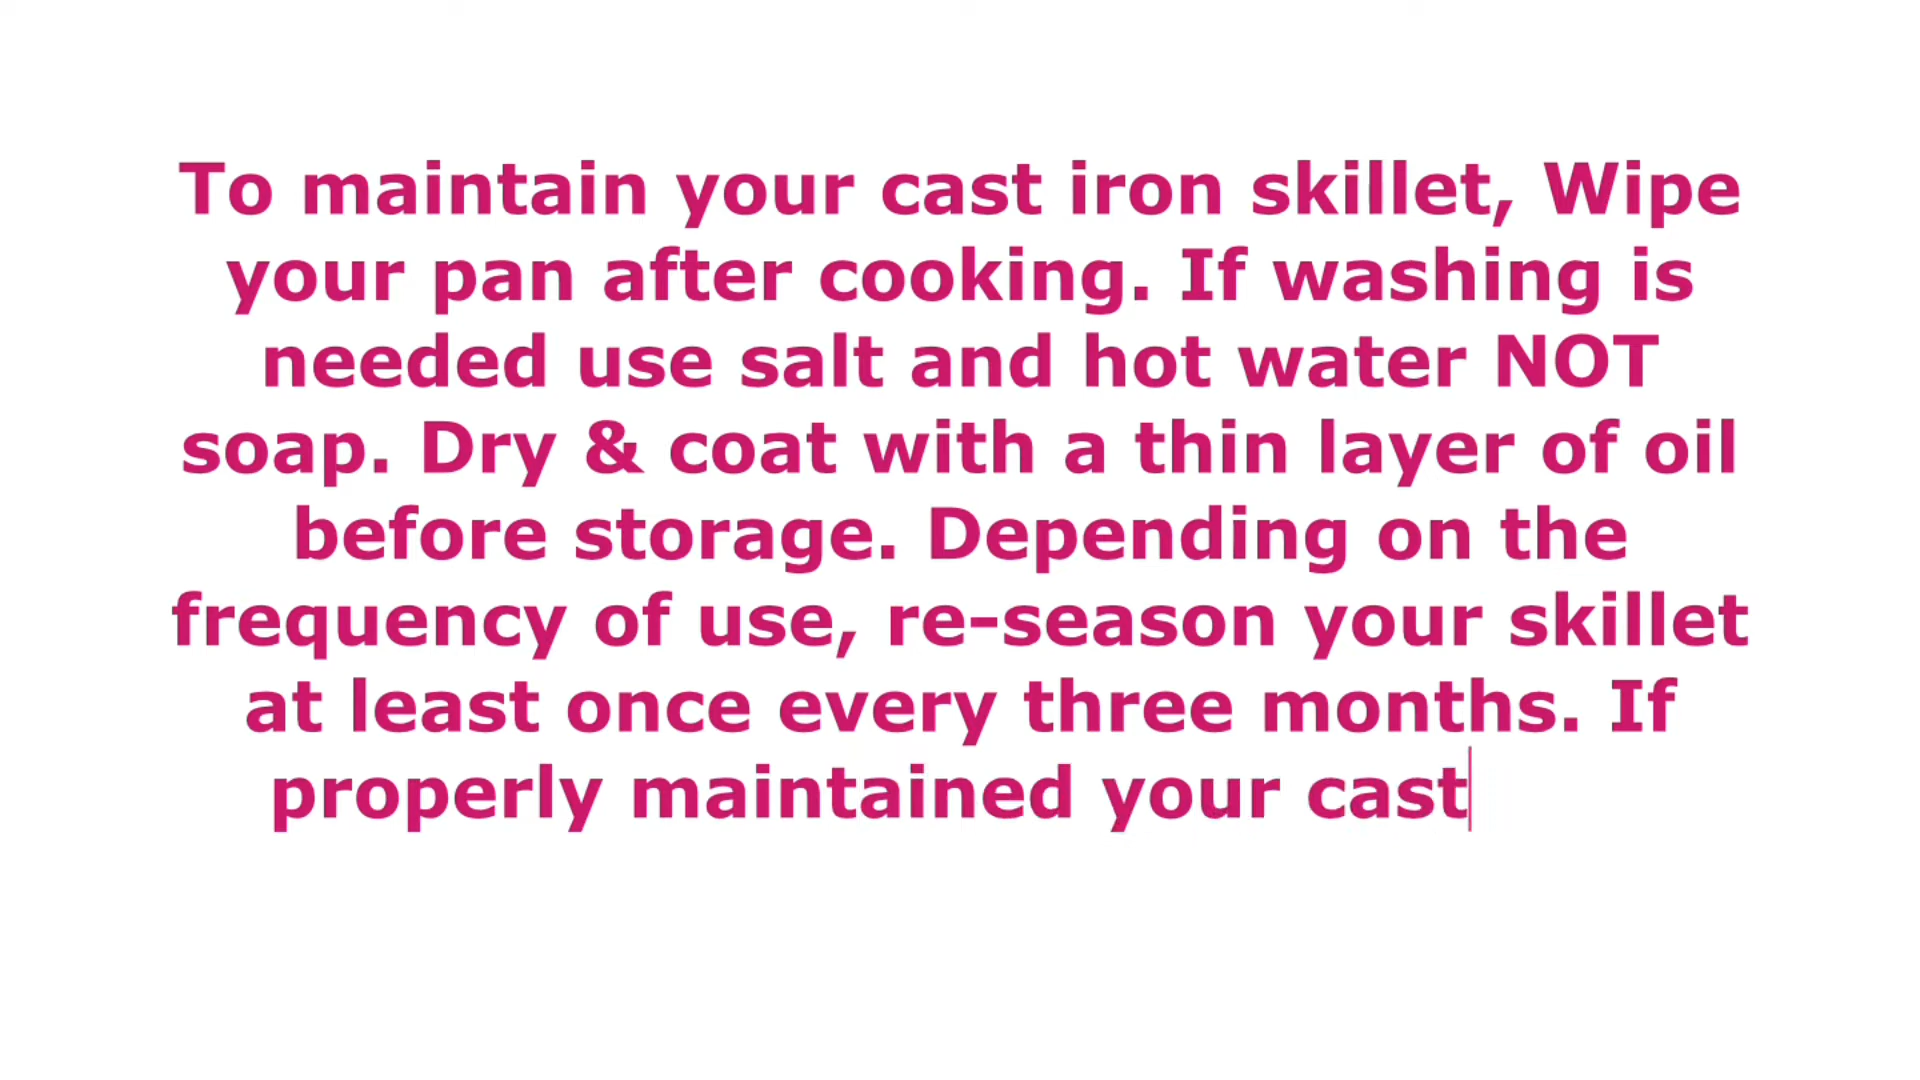 To maintain your cast iron skillet, Wipe
your pan after cooking. If washing is
needed use salt and hot water NOT
soap. Dry & coat with a thin layer of oil
before storage. Depending on the
frequency of use, re-season your skillet
at least once every three months. If
properly maintained your cast